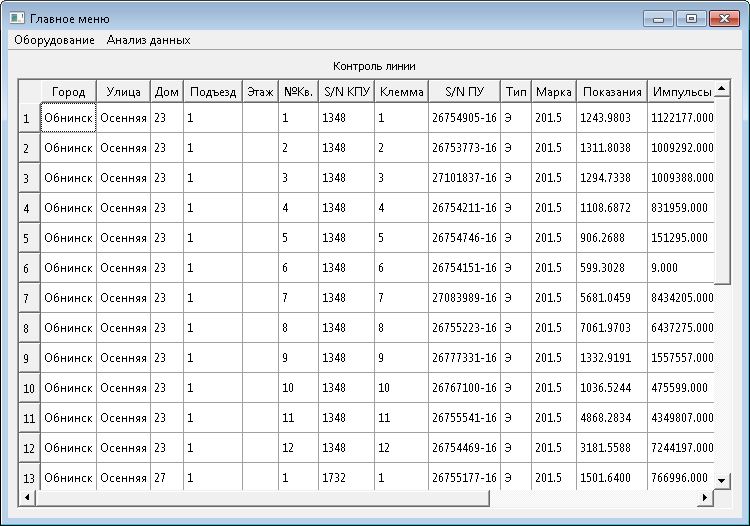 Главное меню
Оборудование Анализ данных
Контроль линии
Город Улица Дом Подъезд Этаж №Кв. S/N КПУ Клемма S/N ПУ Тип Марка Показания Импульсы
1 Обнинск Осенняя 23 1 1 1348 1 26754905-16 Э 201.5 1243.9803 1122177.000
2 Обнинск Осенняя 23 1 2 1348 2 26753773-16 Э 201.5 1311.8038 1009292.000
3 Обнинск Осенняя 23 1 3 1348 3 27101837-16 Э 201.5 1294.7338 1009388.000
4 Обнинск Осенняя 23 1 4 1348 4 26754211-16 Э 201.5 1108.6872 831959.000
5 Обнинск Осенняя 23 1 5 1348 5 26754746-16 Э 201.5 906.2688 151295.000
6 Обнинск Осенняя 23 1 6 1348 6 26754151-16 Э 201.5 599.3028 9.000
7 Обнинск Осенняя 23 1 7 1348 7 27083989-16 Э 201.5 5681.0459 8434205.000
8 Обнинск Осенняя 23 1 8 1348 8 26755223-16 Э 201.5 7061.9703 6437275.000
9 Обнинск Осенняя 23 1 9 1348 9 26777331-16 Э 201.5 1332.9191 1557557.000
10 Обнинск Осенняя 23 1 10 1348 10 26767100-16 Э 201.5 1036.5244 475599.000
11 Обнинск Осенняя 23 1 11 1348 11 26755541-16 Э 201.5 4868.2834 4349807.000
12 Обнинск Осенняя 23 1 12 1348 12 26754469-16 Э 201.5 3181.5588 7244197.000
13 Обнинск Осенняя 27 1 1 1732 1 26755177-16 Э 201.5 1501.6400 766996.000